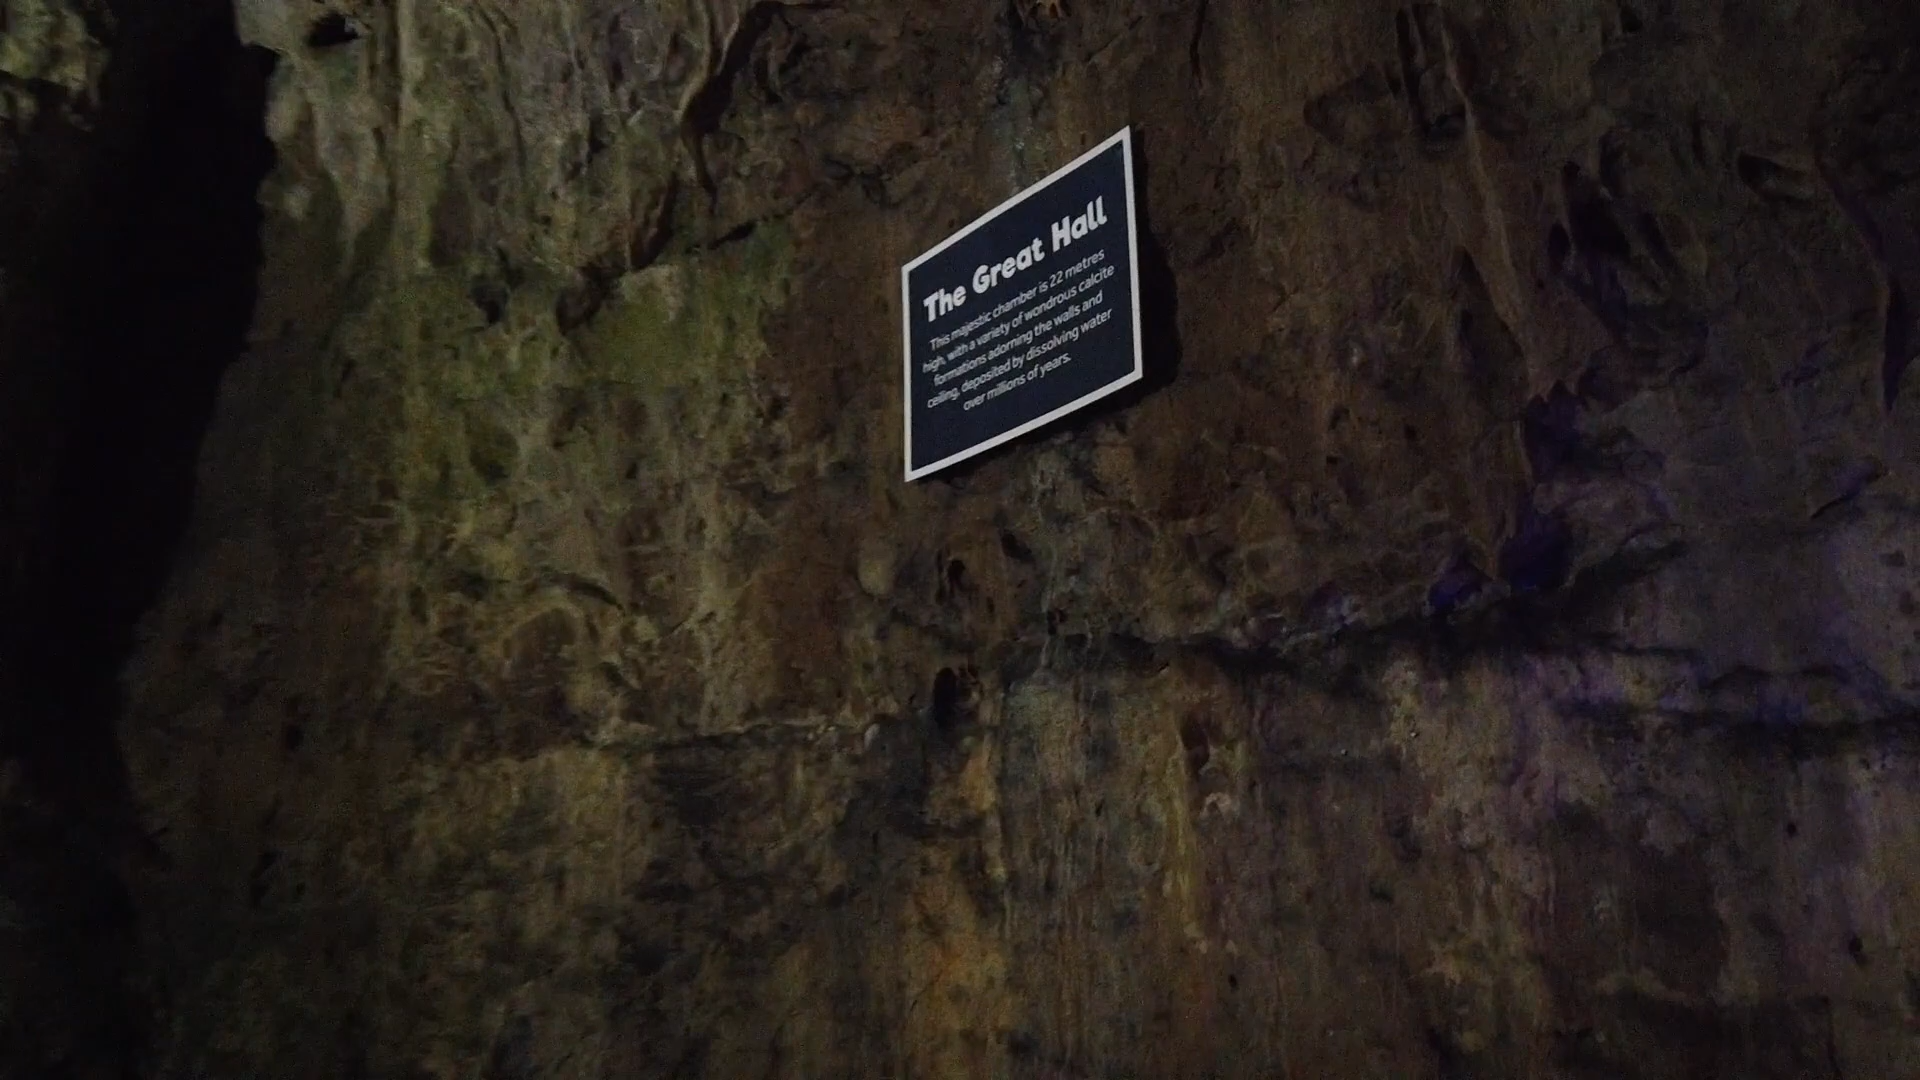 The Great Hall
This majestic chamber is 22 metres
high, with a variety of wondrous calcite
formations adorning the walls and
ceiling, deposited by dissolving water
over millions of years.